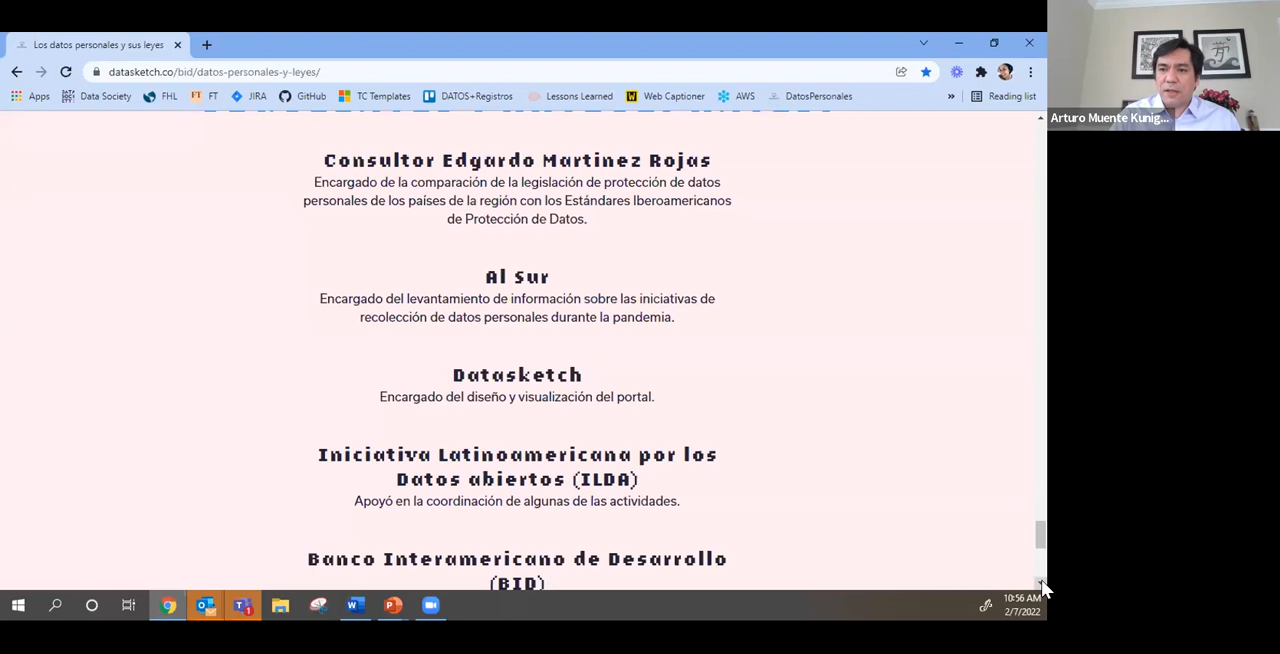 Los datos personales y sus leyes
datasketch.co/bid/datos-personales-y-leyes/
Apps Data Society FHL FT JIRA GitHub TC Templates DATOS+Registros Lessons Learned Web Captioner AWS DatosPersonales » Reading list
Arturo Muente Kunig...
Consultor Edgardo Martinez Rojas
Encargado de la comparación de la legislación de protección de datos
personales de los países de la región con los Estándares Iberoamericanos
de Protección de Datos.
Al Sur
Encargado del levantamiento de información sobre las iniciativas de
recolección de datos personales durante la pandemia.
Datasketch
Encargado del diseño y visualización del portal.
Iniciativa Latinoamericana por los
Datos abiertos (ILDA)
Apoyó en la coordinación de algunas de las actividades.
Banco Interamericano de Desarrollo
(BID)
10:56 AM
2/7/2022